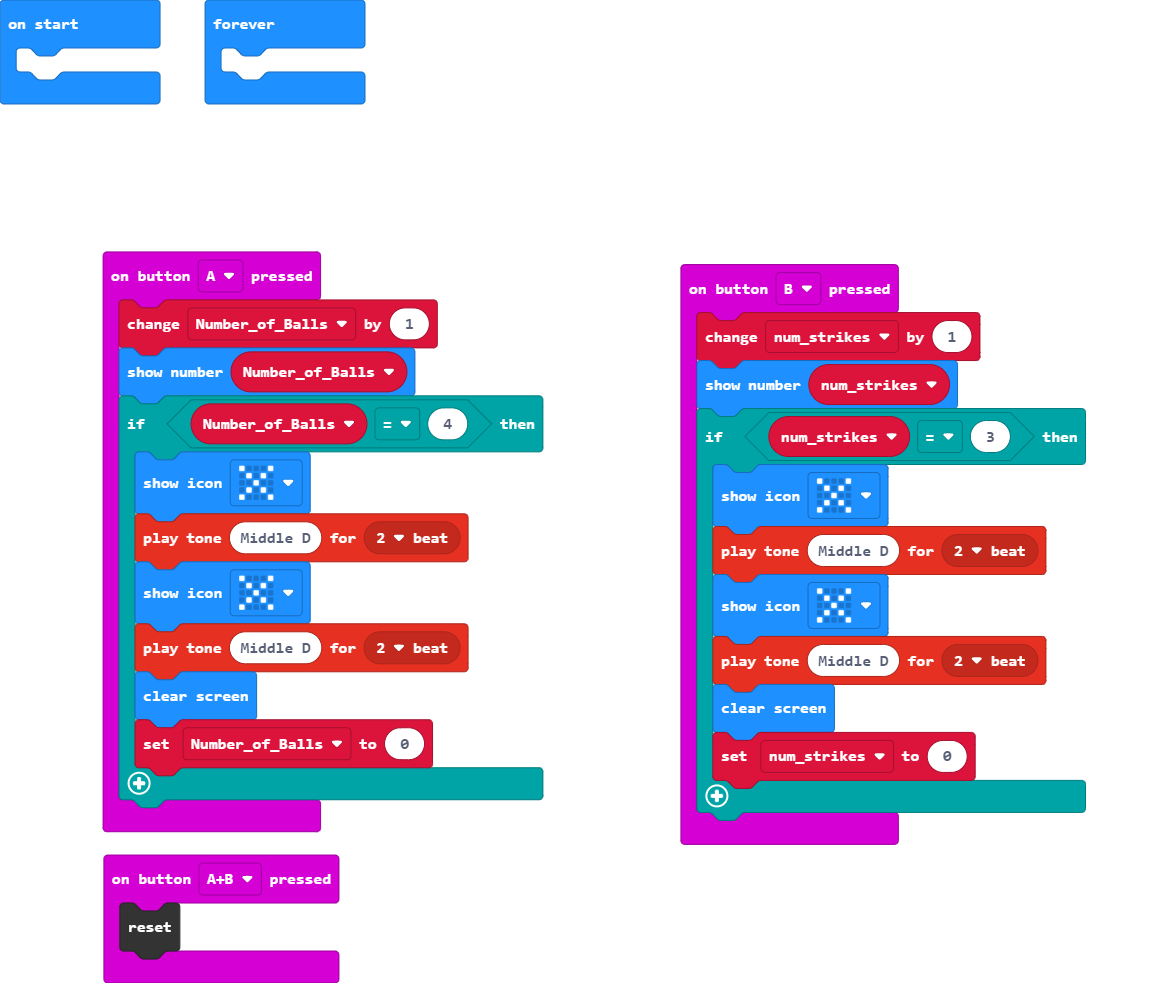 on start
forever
on button A pressed
change Number_of_Balls by 1
show number Number_of_Balls
if Number_of_Balls = 4 then
show icon
play tone Middle D for 2 beat
show icon
play tone Middle D for 2 beat
clear screen
set Number_of_Balls to 0
on button B pressed
change num_strikes by 1
show number num_strikes
if num_strikes = 3 then
show icon
play tone Middle D for 2 beat
show icon
play tone Middle D for 2 beat
clear screen
set num_strikes to 0
on button A+B pressed
reset